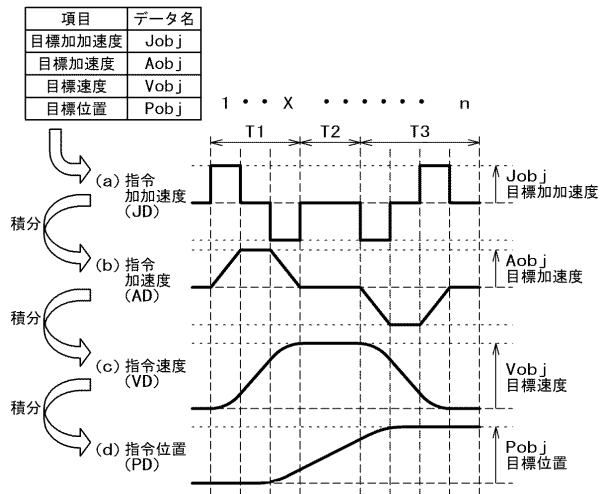 項目 データ名
目標加加速度 Jobj
目標加速度 Aobj
目標速度 Vobj
目標位置 Pobj
1 ・・ X ・・・・・・ n
T1 T2 T3
(a) 指令
加加速度
(JD)
Jobj
目標加加速度
積分
(b) 指令
加速度
(AD)
Aobj
目標加速度
積分
(c) 指令速度
(VD)
Vobj
目標速度
積分
(d) 指令位置
(PD)
Pobj
目標位置